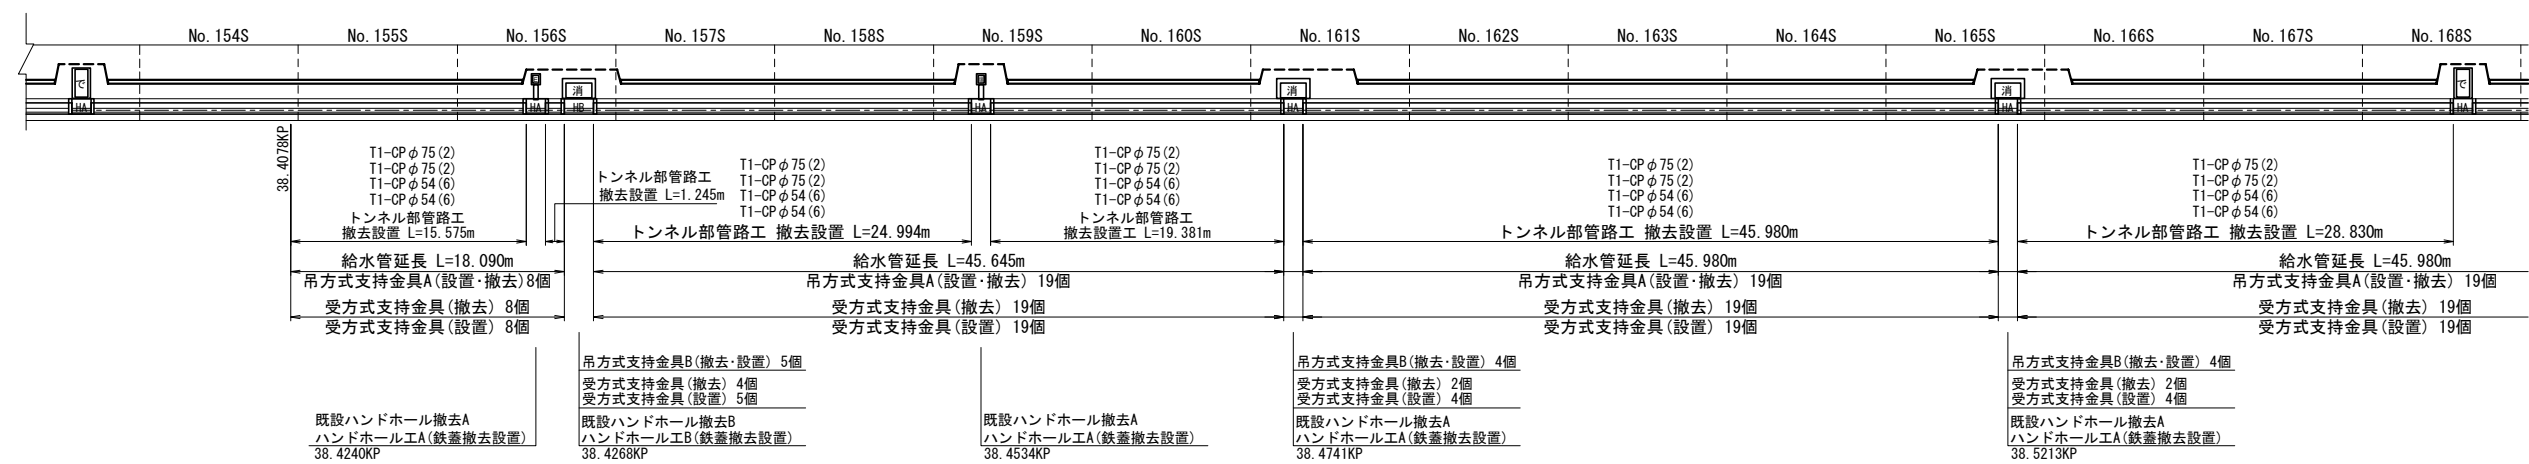 No.154S
No.155S
No.156S
No.157S
No.158S
No.159S
No.160S
No.161S
No.162S
No.163S
No.164S
No.165S
No.166S
No.167S
No.168S
で
消
消
消
で
HA
HA
HB
HA
HA
HA
HA
38.4078KP
T1-CPφ75(2)
T1-CPφ75(2)
T1-CPφ54(6)
T1-CPφ54(6)
トンネル部管路工
撤去設置 L=15.575m
トンネル部管路工
撤去設置 L=1.245m
T1-CPφ75(2)
T1-CPφ75(2)
T1-CPφ54(6)
T1-CPφ54(6)
トンネル部管路工 撤去設置 L=24.994m
T1-CPφ75(2)
T1-CPφ75(2)
T1-CPφ54(6)
T1-CPφ54(6)
トンネル部管路工
撤去設置工 L=19.381m
T1-CPφ75(2)
T1-CPφ75(2)
T1-CPφ54(6)
T1-CPφ54(6)
トンネル部管路工 撤去設置 L=45.980m
T1-CPφ75(2)
T1-CPφ75(2)
T1-CPφ54(6)
T1-CPφ54(6)
トンネル部管路工 撤去設置 L=28.830m
給水管延長 L=18.090m
吊方式支持金具A(設置・撤去)8個
受方式支持金具(撤去) 8個
受方式支持金具(設置) 8個
給水管延長 L=45.645m
吊方式支持金具A(設置・撤去) 19個
受方式支持金具(撤去) 19個
受方式支持金具(設置) 19個
給水管延長 L=45.980m
吊方式支持金具A(設置・撤去) 19個
受方式支持金具(撤去) 19個
受方式支持金具(設置) 19個
給水管延長 L=45.980m
吊方式支持金具A(設置・撤去) 19個
受方式支持金具(撤去) 19個
受方式支持金具(設置) 19個
既設ハンドホール撤去A
ハンドホール工A(鉄蓋撤去設置)
38.4240KP
吊方式支持金具B(撤去・設置) 5個
受方式支持金具(撤去) 4個
受方式支持金具(設置) 5個
既設ハンドホール撤去B
ハンドホール工B(鉄蓋撤去設置)
38.4268KP
既設ハンドホール撤去A
ハンドホール工A(鉄蓋撤去設置)
38.4534KP
吊方式支持金具B(撤去・設置) 4個
受方式支持金具(撤去) 2個
受方式支持金具(設置) 4個
既設ハンドホール撤去A
ハンドホール工A(鉄蓋撤去設置)
38.4741KP
吊方式支持金具B(撤去・設置) 4個
受方式支持金具(撤去) 2個
受方式支持金具(設置) 4個
既設ハンドホール撤去A
ハンドホール工A(鉄蓋撤去設置)
38.5213KP